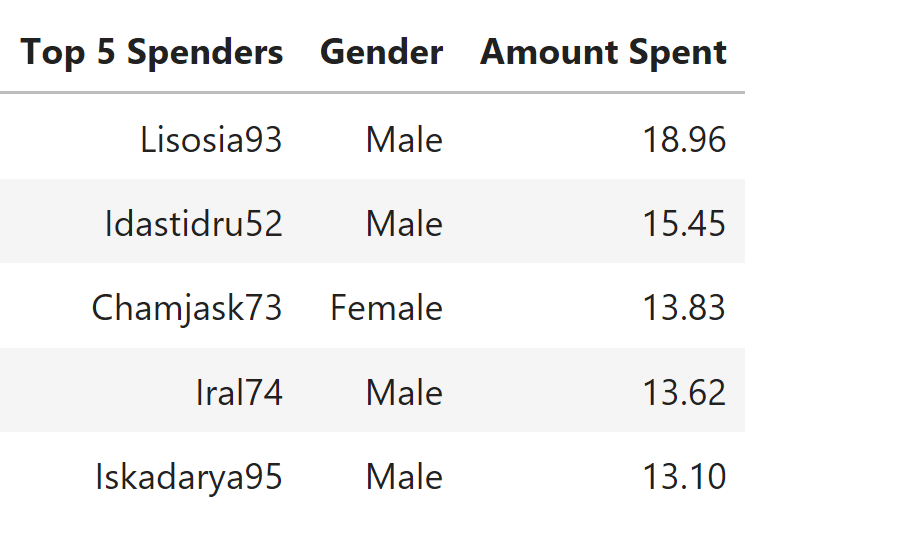 Top 5 Spenders Gender Amount Spent
Lisosia93 Male 18.96
Idastidru52 Male 15.45
Chamjask73 Female 13.83
Iral74 Male 13.62
Iskadarya95 Male 13.10